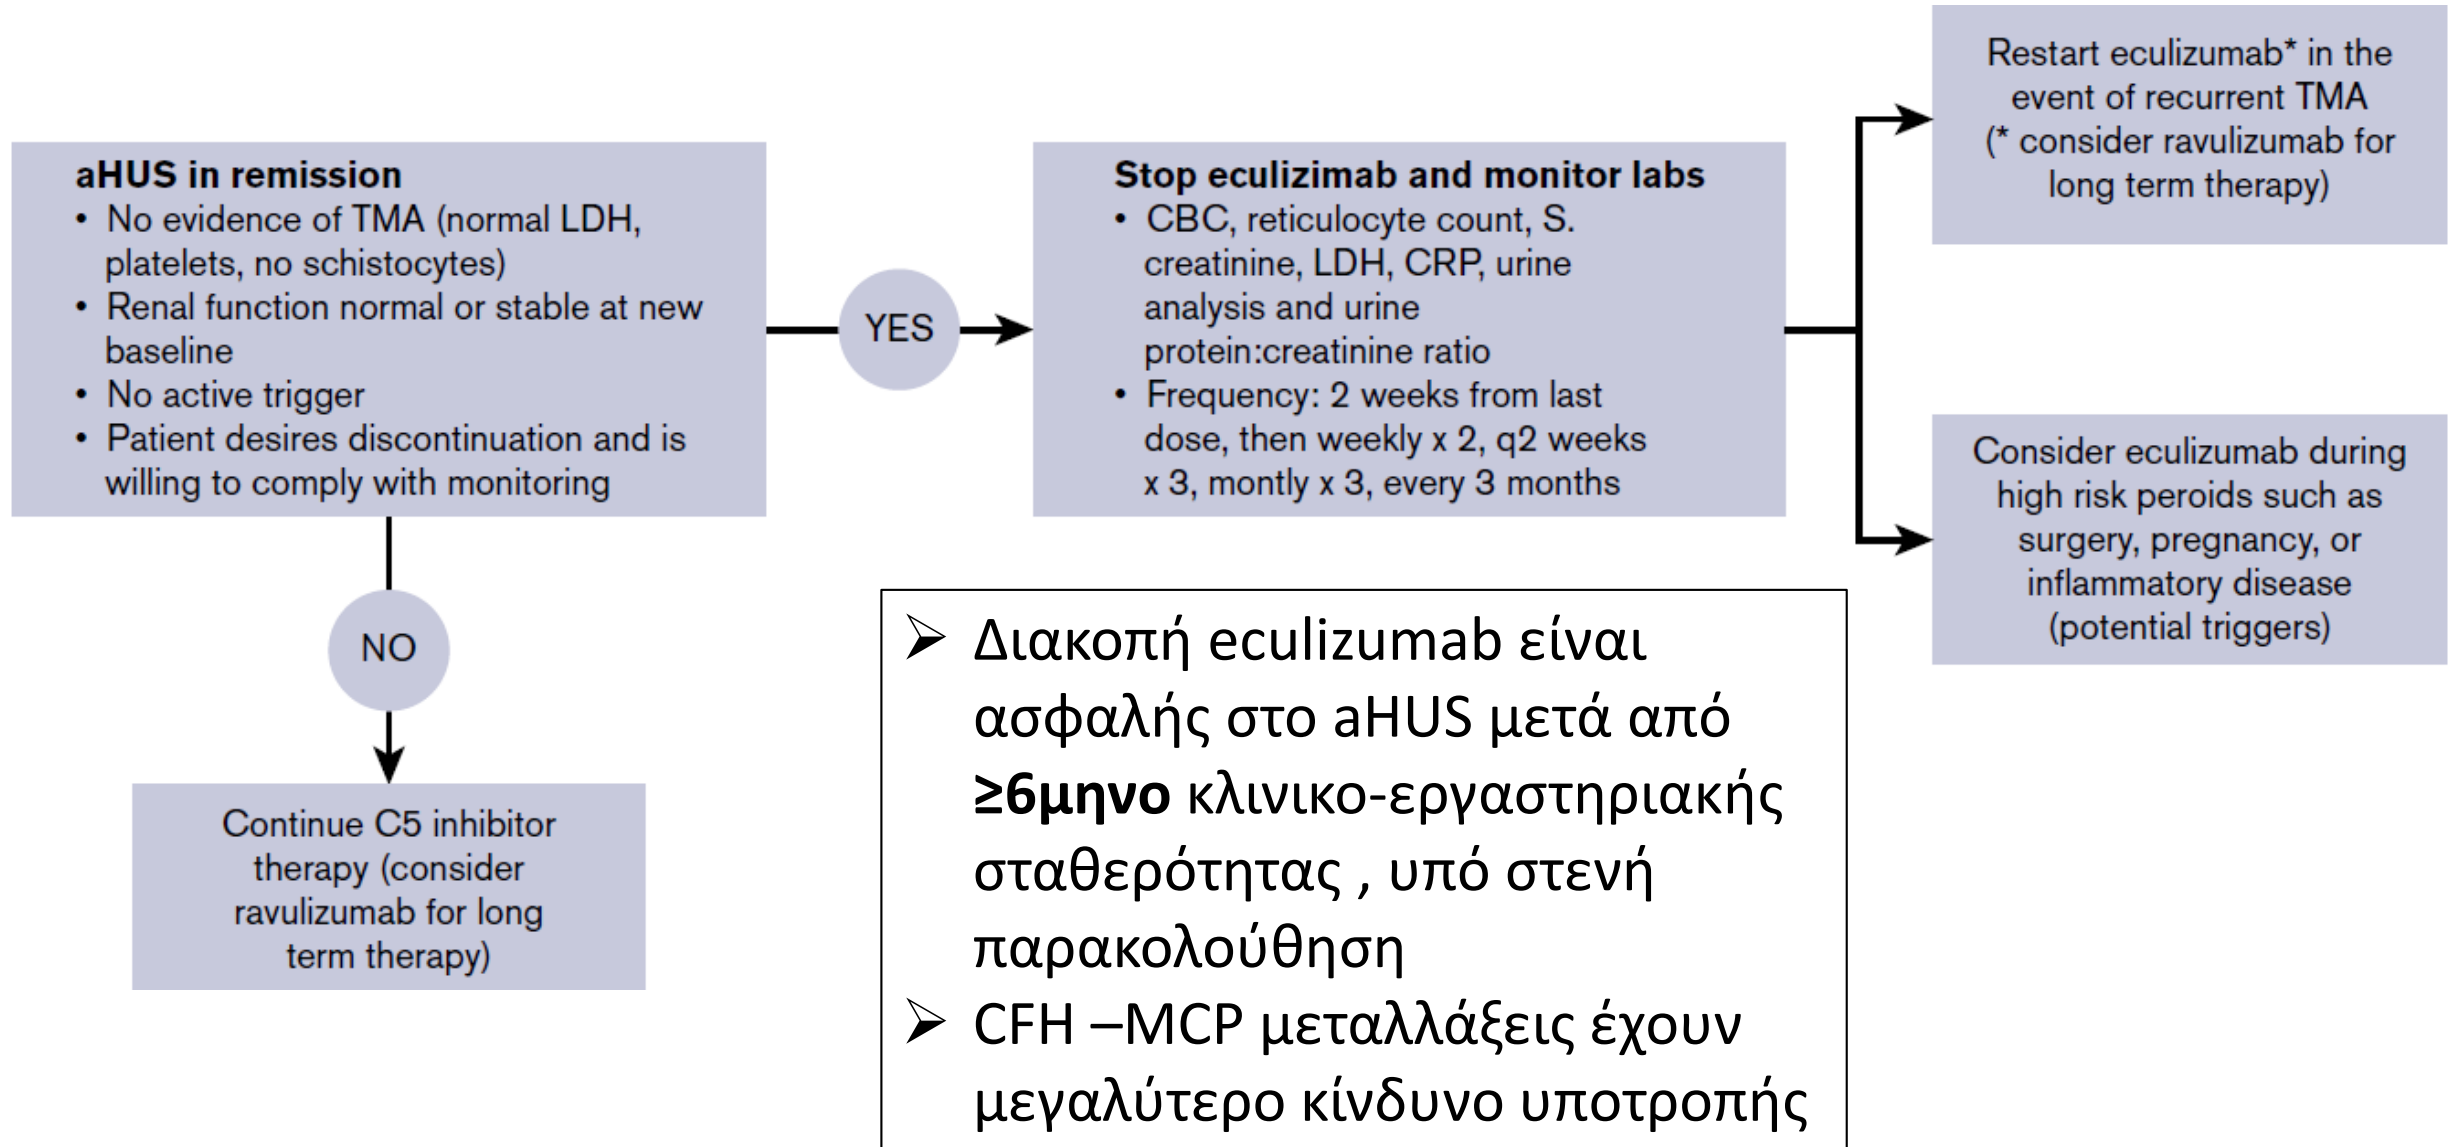 aHUS in remission
• No evidence of TMA (normal LDH,
platelets, no schistocytes)
• Renal function normal or stable at new
baseline
• No active trigger
• Patient desires discontinuation and is
willing to comply with monitoring
YES
Stop eculizimab and monitor labs
• CBC, reticulocyte count, S.
creatinine, LDH, CRP, urine
analysis and urine
protein:creatinine ratio
• Frequency: 2 weeks from last
dose, then weekly x 2, q2 weeks
x 3, montly x 3, every 3 months
Restart eculizumab* in the
event of recurrent TMA
(* consider ravulizumab for
long term therapy)
Consider eculizumab during
high risk peroids such as
surgery, pregnancy, or
inflammatory disease
(potential triggers)
NO
Continue C5 inhibitor
therapy (consider
ravulizumab for long
term therapy)
➢ Διακοπή eculizumab είναι
ασφαλής στο aHUS μετά από
≥6μηνο κλινικο-εργαστηριακής
σταθερότητας , υπό στενή
παρακολούθηση
➢ CFH –MCP μεταλλάξεις έχουν
μεγαλύτερο κίνδυνο υποτροπής